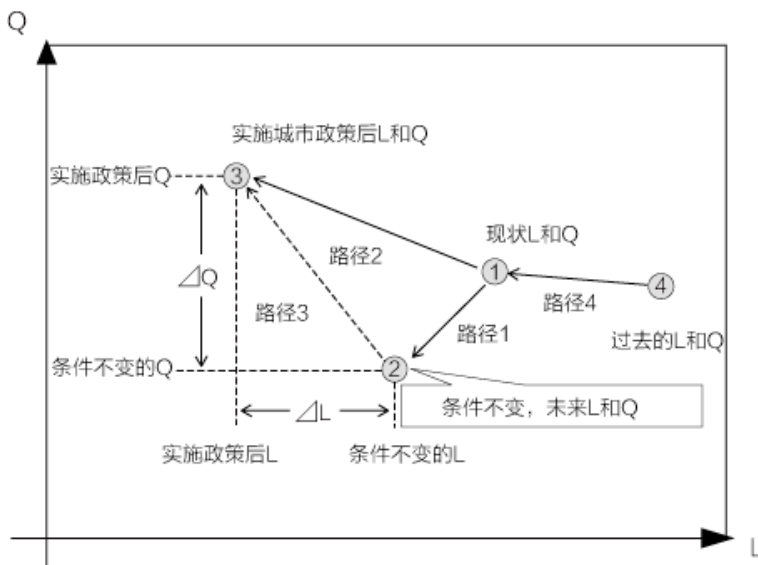 Q
实施城市政策后L和Q
实施政策后Q
③
现状L和Q
路径2
①
④
⊿Q
路径4
路径3
路径1
过去的L和Q
条件不变的Q
②
条件不变，未来L和Q
⊿L
实施政策后L
条件不变的L
L